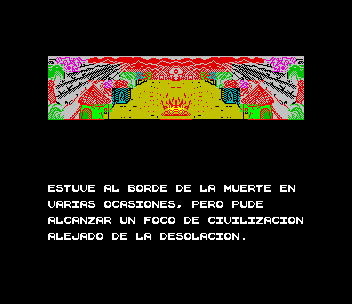 ESTUVE AL BORDE DE LA MUERTE EN
VARIAS OCASIONES, PERO PUDE
ALCANZAR UN FOCO DE CIVILIZACION
ALEJADO DE LA DESOLACION.